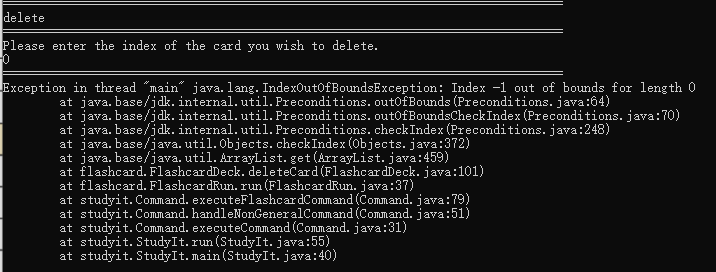 delete
Please enter the index of the card you wish to delete.
0
Exception in thread "main" java.lang.IndexOutOfBoundsException: Index -1 out of bounds for length 0
at java.base/jdk.internal.util.Preconditions.outOfBounds(Preconditions.java:64)
at java.base/jdk.internal.util.Preconditions.outOfBoundsCheckIndex(Preconditions.java:70)
at java.base/jdk.internal.util.Preconditions.checkIndex(Preconditions.java:248)
at java.base/java.util.Objects.checkIndex(Objects.java:372)
at java.base/java.util.ArrayList.get(ArrayList.java:459)
at flashcard.FlashcardDeck.deleteCard(FlashcardDeck.java:101)
at flashcard.FlashcardRun.run(FlashcardRun.java:37)
at studyit.Command.executeFlashcardCommand(Command.java:79)
at studyit.Command.handleNonGeneralCommand(Command.java:51)
at studyit.Command.executeCommand(Command.java:31)
at studyit.StudyIt.run(StudyIt.java:55)
at studyit.StudyIt.main(StudyIt.java:40)